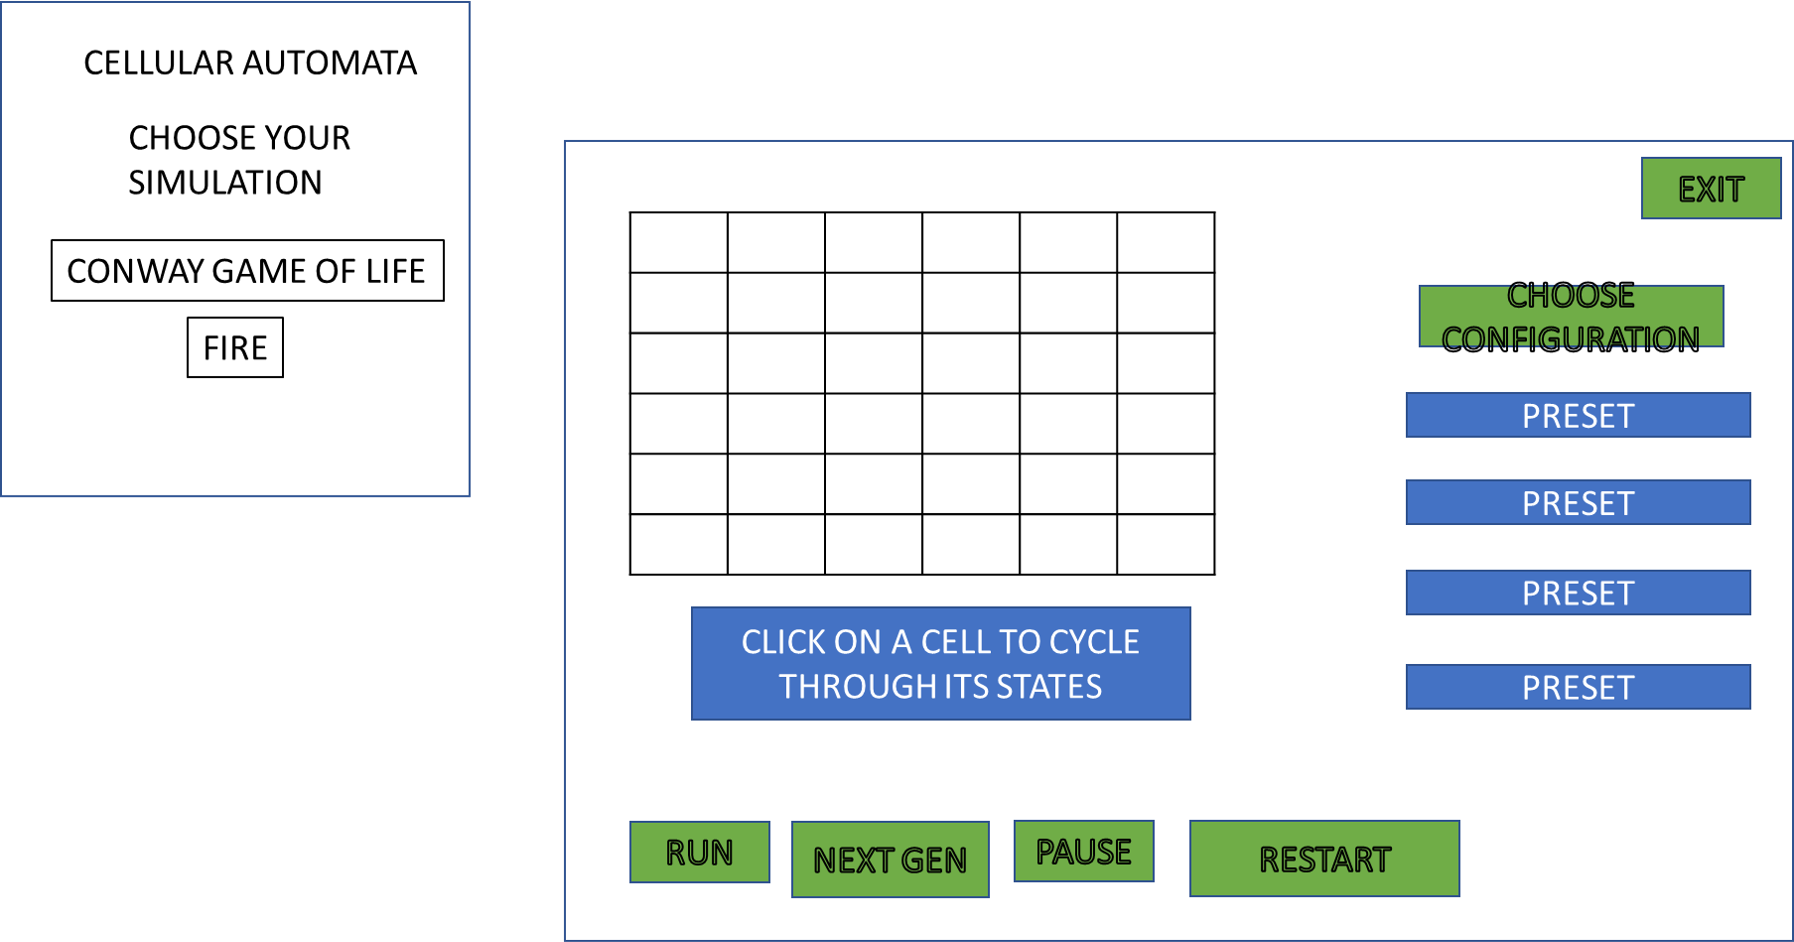 CELLULAR AUTOMATA
CHOOSE YOUR
SIMULATION
CONWAY GAME OF LIFE
FIRE
EXIT
CHOOSE
CONFIGURATION
PRESET
PRESET
PRESET
PRESET
CLICK ON A CELL TO CYCLE
THROUGH ITS STATES
RUN
NEXT GEN
PAUSE
RESTART